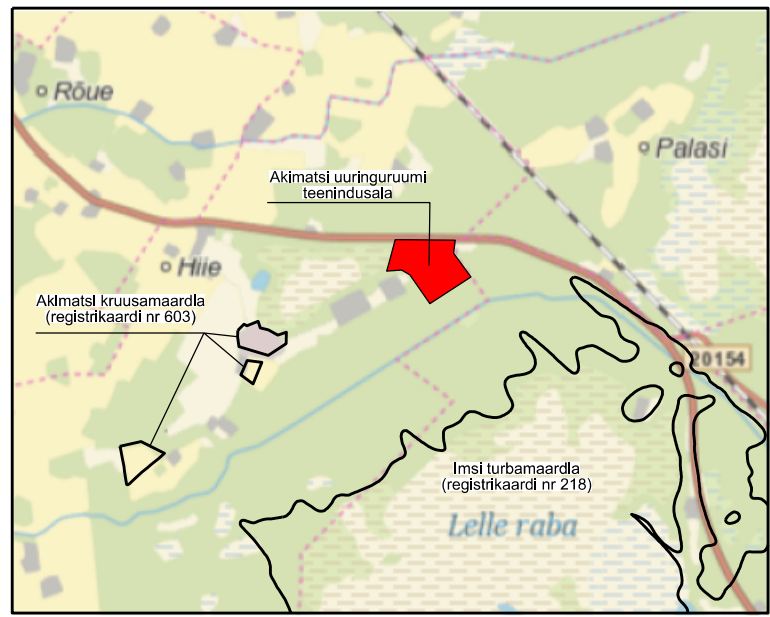 Rõue
Palasi
Akimatsi uuringuruumi
teenindusala
Hiie
Akimatsi kruusamaardla
(registrikaardi nr 603)
20154
Imsi turbamaardla
(registrikaardi nr 218)
Lelle raba